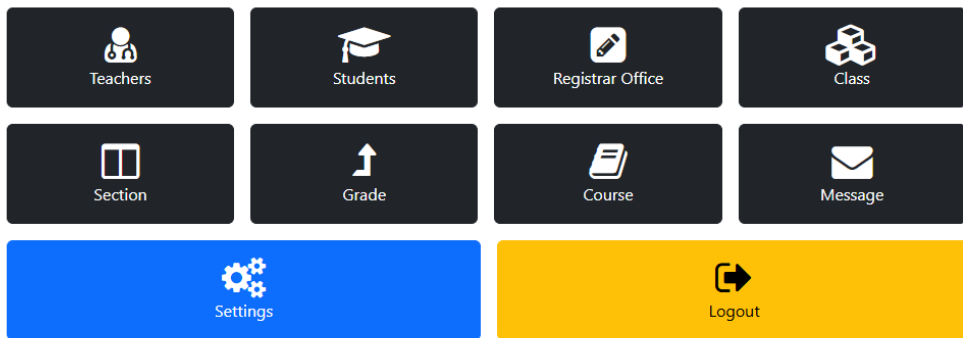 Teachers
Students
Registrar Office
Class
Section
Grade
Course
Message
Settings
Logout